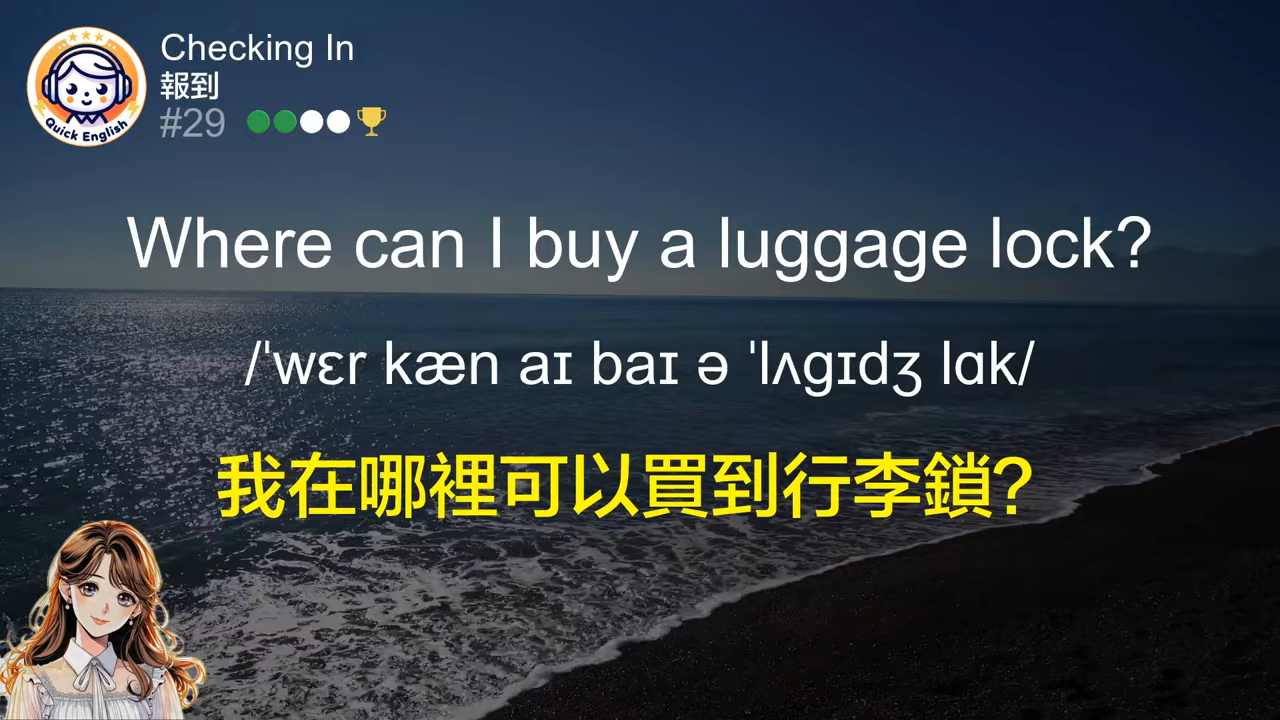 Quick English
Checking In
報到
#29
Where can I buy a luggage lock?
/ˈwɛr kæn aɪ baɪ ə ˈlʌgɪdʒ lɑk/
我在哪裡可以買到行李鎖?